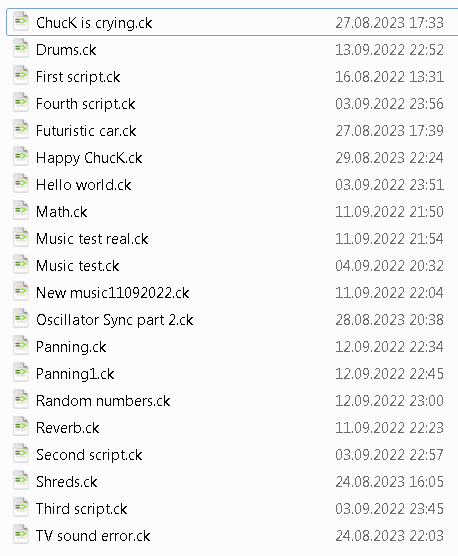 ChucK is crying.ck 27.08.2023 17:33
Drums.ck 13.09.2022 22:52
First script.ck 16.08.2022 13:31
Fourth script.ck 03.09.2022 23:56
Futuristic car.ck 27.08.2023 17:39
Happy ChucK.ck 29.08.2023 22:24
Hello world.ck 03.09.2022 23:51
Math.ck 11.09.2022 21:50
Music test real.ck 11.09.2022 21:54
Music test.ck 04.09.2022 20:32
New music11092022.ck 11.09.2022 22:04
Oscillator Sync part 2.ck 28.08.2023 20:38
Panning.ck 12.09.2022 22:34
Panning1.ck 12.09.2022 22:45
Random numbers.ck 12.09.2022 23:00
Reverb.ck 11.09.2022 22:23
Second script.ck 03.09.2022 22:57
Shreds.ck 24.08.2023 16:05
Third script.ck 03.09.2022 23:45
TV sound error.ck 24.08.2023 22:03